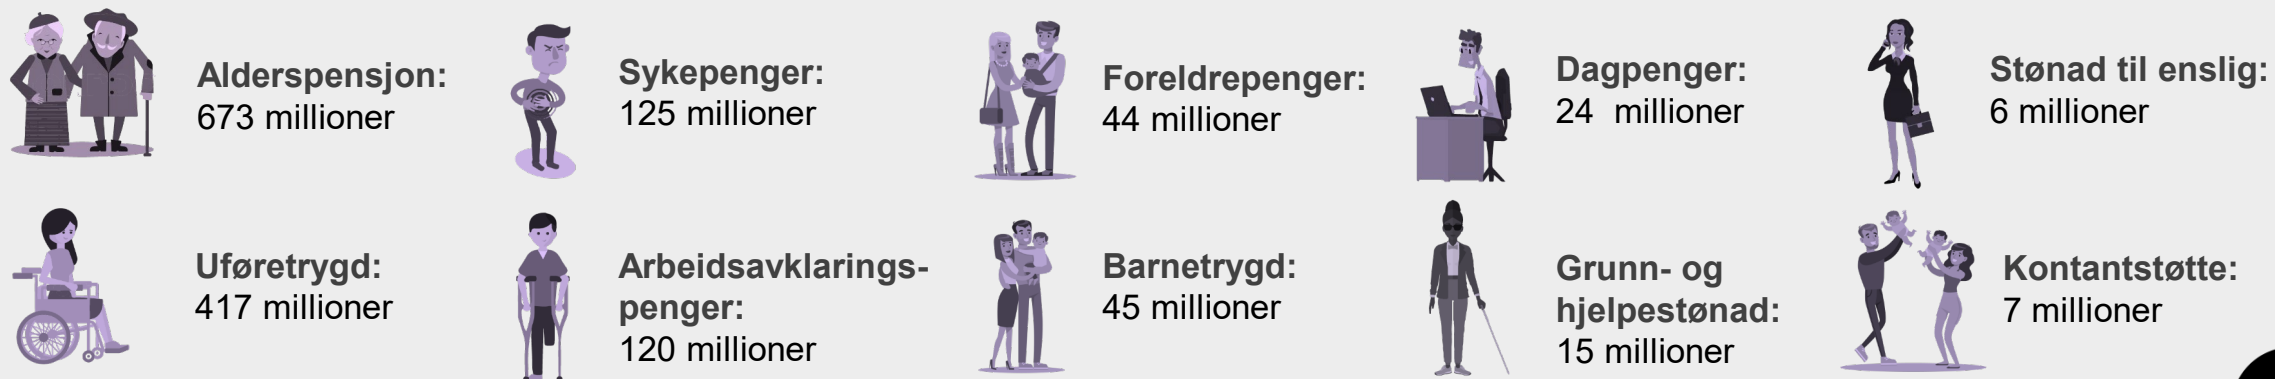 Alderspensjon:
673 millioner
Sykepenger:
125 millioner
Foreldrepenger:
44 millioner
Dagpenger:
24  millioner
Stønad til enslig:
6 millioner
Uføretrygd:
417 millioner
Arbeidsavklarings-
penger:
120 millioner
Barnetrygd:
45 millioner
Grunn- og
hjelpestønad:
15 millioner
Kontantstøtte:
7 millioner